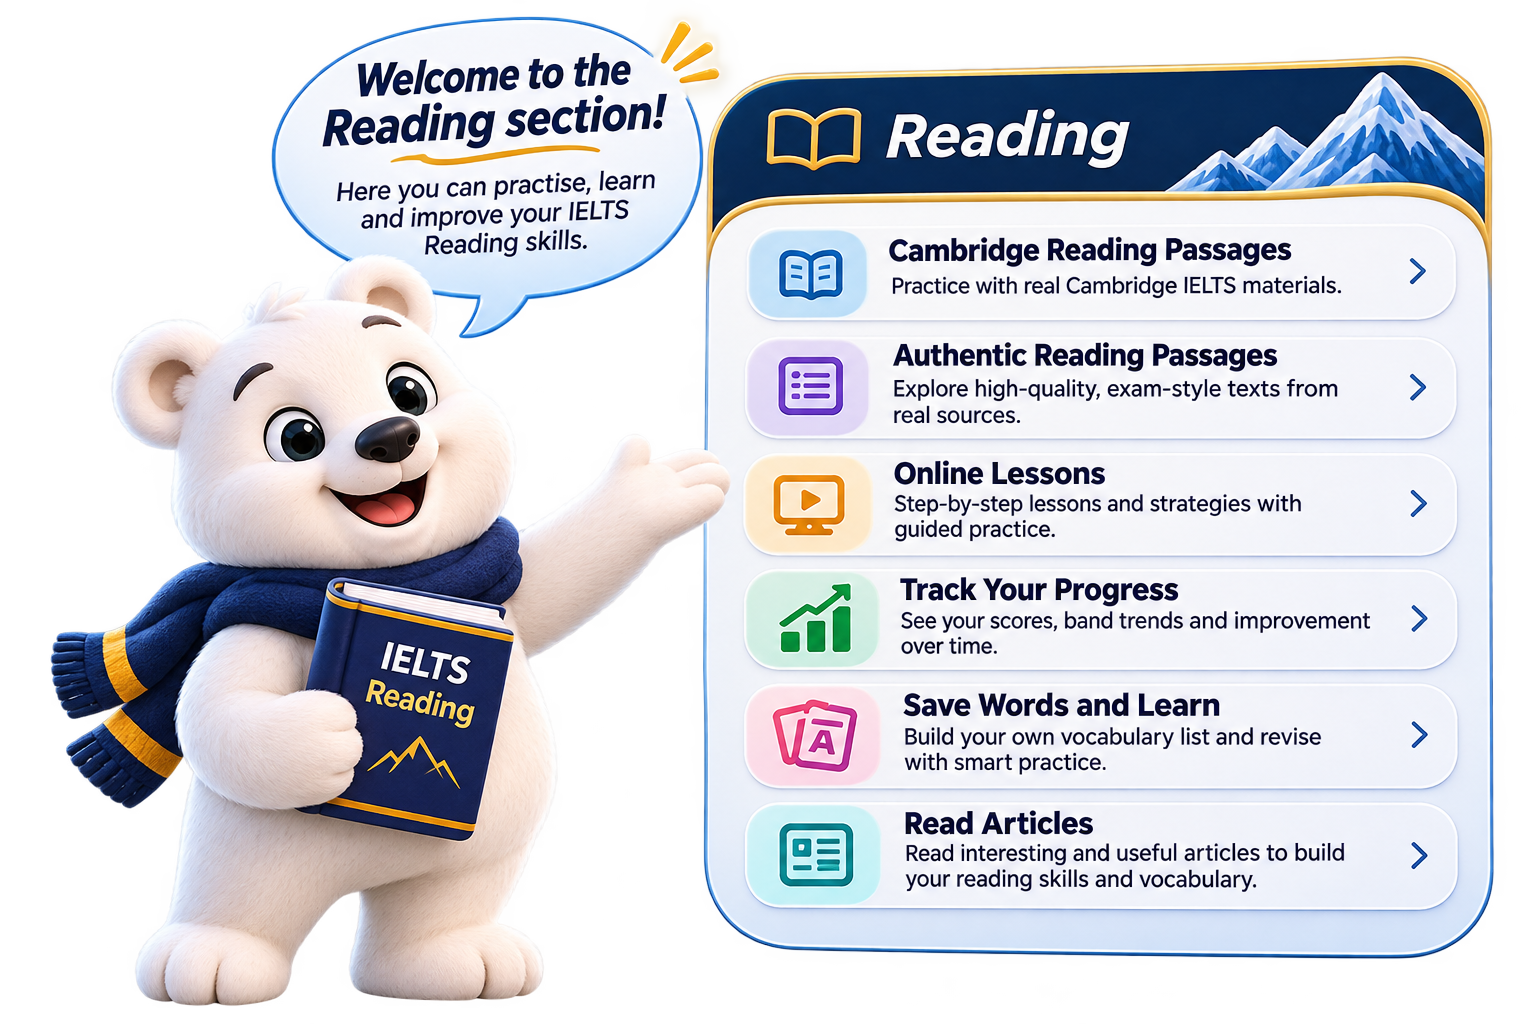 Welcome to the
Reading section!
Here you can practise, learn
and improve your IELTS
Reading skills.
IELTS
Reading
Reading
Cambridge Reading Passages
Practice with real Cambridge IELTS materials.
Authentic Reading Passages
Explore high-quality, exam-style texts from
real sources.
Online Lessons
Step-by-step lessons and strategies with
guided practice.
Track Your Progress
See your scores, band trends and improvement
over time.
A
Save Words and Learn
Build your own vocabulary list and revise
with smart practice.
Read Articles
Read interesting and useful articles to build
your reading skills and vocabulary.